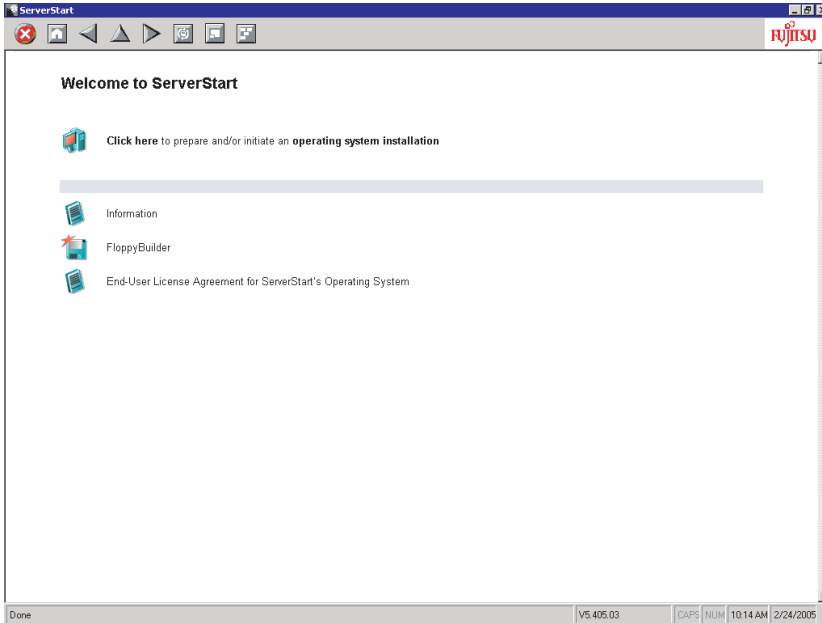 ServerStart
FUJITSU
Welcome to ServerStart
Click here to prepare and/or initiate an operating system installation
Information
FloppyBuilder
End-User License Agreement for ServerStart's Operating System
Done V5.405.03 CAPS NUM 10:14 AM 2/24/2005